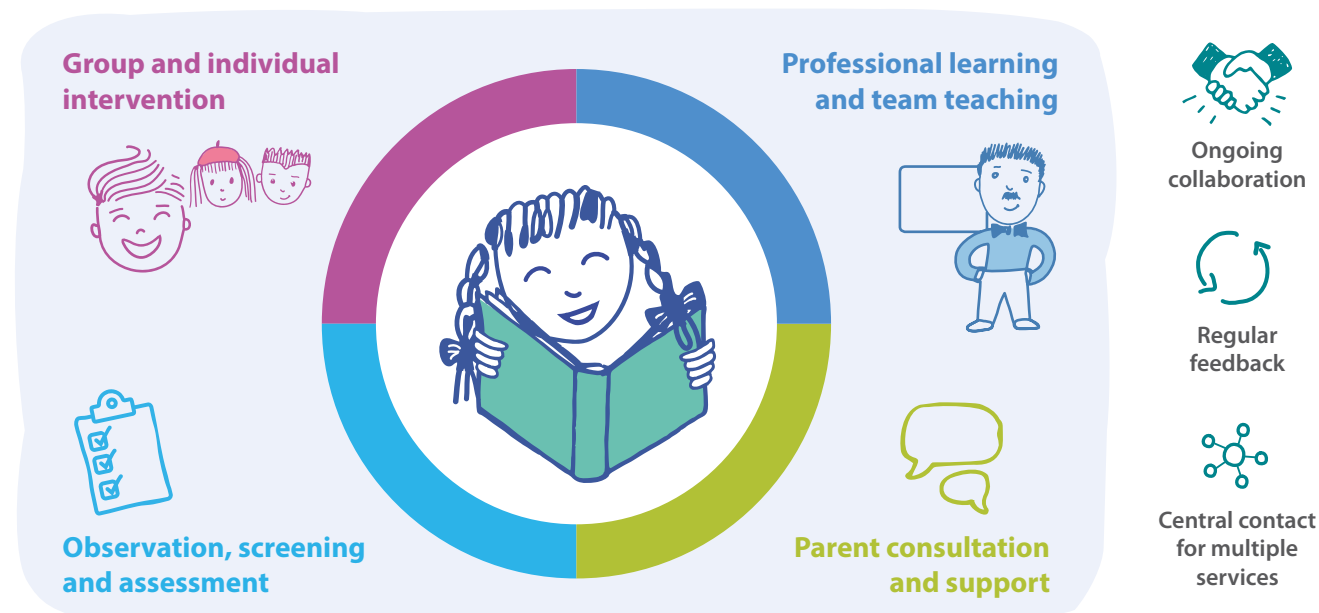 Group and individual
intervention
Professional learning
and team teaching
Observation, screening
and assessment
Parent consultation
and support
Ongoing
collaboration
Regular
feedback
Central contact
for multiple
services